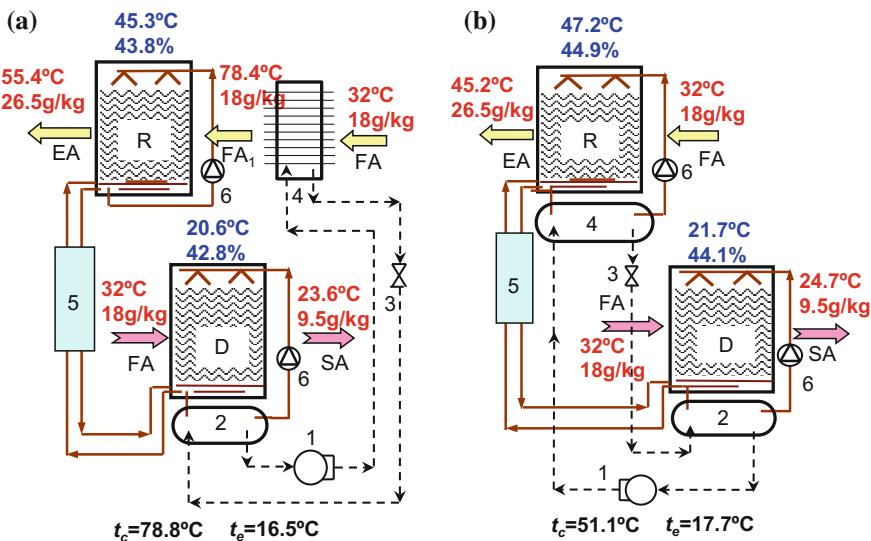 (a)
45.3ºC
43.8%
55.4ºC
26.5g/kg
EA
R
78.4ºC
18g/kg
FA₁
32ºC
18g/kg
FA
6
4
5
20.6ºC
42.8%
32ºC
18g/kg
FA
D
23.6ºC
9.5g/kg
SA
6
3
2
1
t_c=78.8ºC t_e=16.5ºC
(b)
47.2ºC
44.9%
45.2ºC
26.5g/kg
EA
R
32ºC
18g/kg
FA
6
4
5
3
FA
32ºC
18g/kg
21.7ºC
44.1%
D
24.7ºC
9.5g/kg
SA
6
2
1
t_c=51.1ºC t_e=17.7ºC